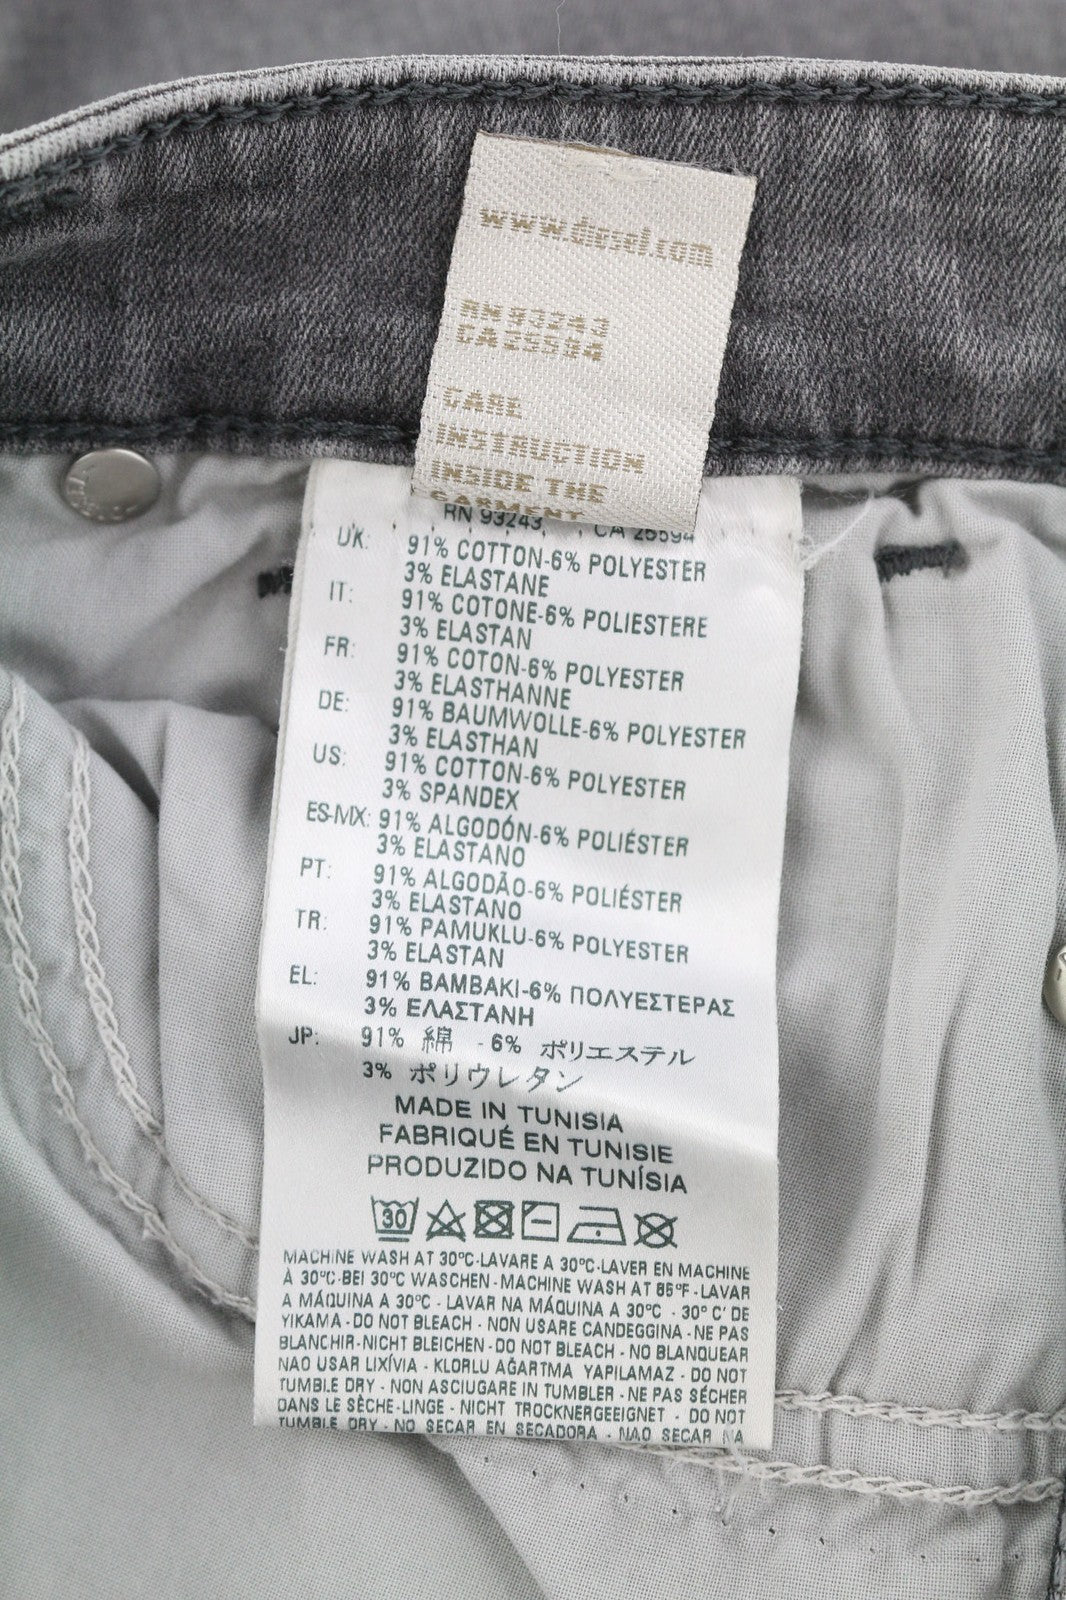 www.diesel.com
RN 93243
CA 25594
CARE
INSTRUCTION
INSIDE THE
GARMENT
RN 93243 CA 25594
UK: 91% COTTON-6% POLYESTER
3% ELASTANE
IT: 91% COTONE-6% POLIESTERE
3% ELASTAN
FR: 91% COTON-6% POLYESTER
3% ELASTHANNE
DE: 91% BAUMWOLLE-6% POLYESTER
3% ELASTHAN
US: 91% COTTON-6% POLYESTER
3% SPANDEX
ES-MX: 91% ALGODÓN-6% POLIÉSTER
3% ELASTANO
PT: 91% ALGODÃO-6% POLIÉSTER
3% ELASTANO
TR: 91% PAMUKLU-6% POLYESTER
3% ELASTAN
EL: 91% ΒΑΜΒΑΚΙ-6% ΠΟΛΥΕΣΤΕΡΑΣ
3% ΕΛΑΣΤΑΝΗ
JP: 91% 綿 - 6% ポリエステル
3% ポリウレタン
MADE IN TUNISIA
FABRIQUÉ EN TUNISIE
PRODUZIDO NA TUNÍSIA
30
MACHINE WASH AT 30°C-LAVARE A 30°C-LAVER EN MACHINE
À 30°C-BEI 30°C WASCHEN - MACHINE WASH AT 85°F - LAVAR
A MÁQUINA A 30°C - LAVAR NA MÁQUINA A 30°C - 30° C' DE
YIKAMA - DO NOT BLEACH - NON USARE CANDEGGINA - NE PAS
BLANCHIR-NICHT BLEICHEN - DO NOT BLEACH - NO BLANQUEAR
NAO USAR LIXÍVIA - KLORLU AĞARTMA YAPILAMAZ - DO NOT
TUMBLE DRY - NON ASCIUGARE IN TUMBLER - NE PAS SÉCHER
DANS LE SÈCHE-LINGE - NICHT TROCKNERGEEIGNET - DO NOT
TUMBLE DRY - NO SECAR EN SECADORA - NAO SECAR NA